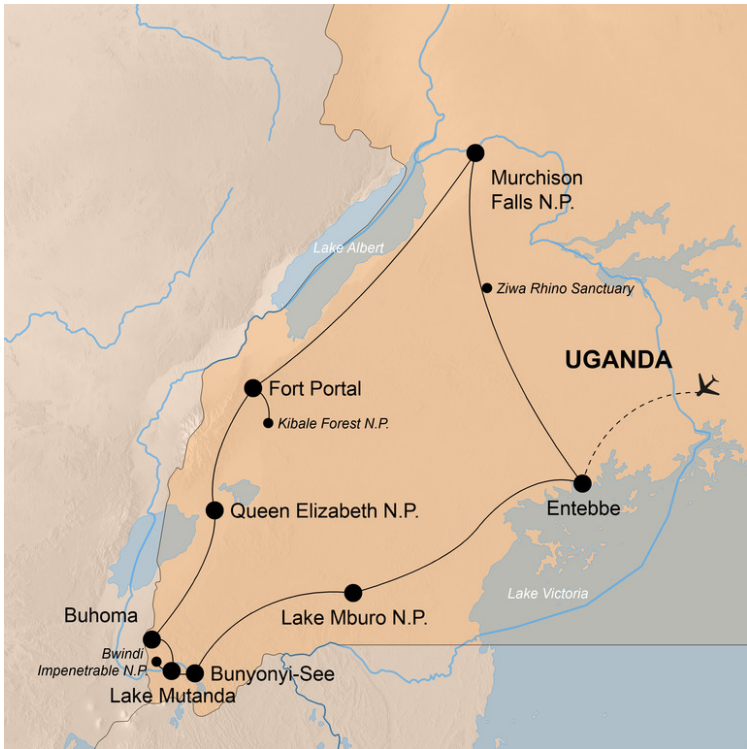 Murchison
Falls N.P.
Lake Albert
Ziwa Rhino Sanctuary
UGANDA
Fort Portal
Kibale Forest N.P.
Queen Elizabeth N.P.
Entebbe
Lake Victoria
Lake Mburo N.P.
Buhoma
Bwindi
Impenetrable N.P.
Bunyonyi-See
Lake Mutanda